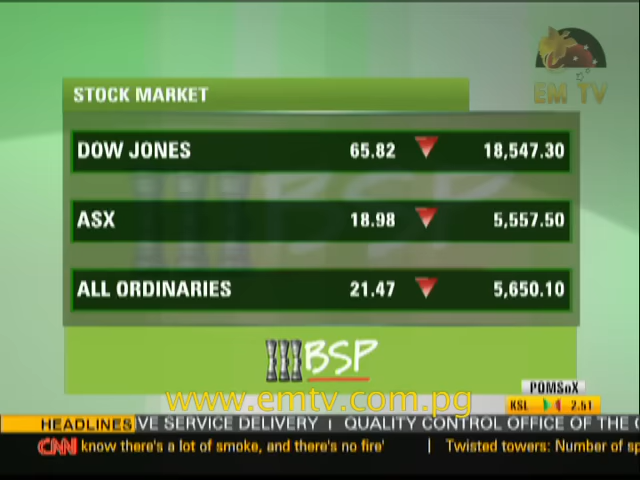 EM TV
STOCK MARKET
DOW JONES 65.82 18,547.30
ASX 18.98 5,557.50
ALL ORDINARIES 21.47 5,650.10
BSP
www.emtv.com.pg
POMSoX
KSL 2.51
HEADLINES VE SERVICE DELIVERY | QUALITY CONTROL OFFICE OF THE
CNN know there's a lot of smoke, and there's no fire' | Twisted towers: Number of sp